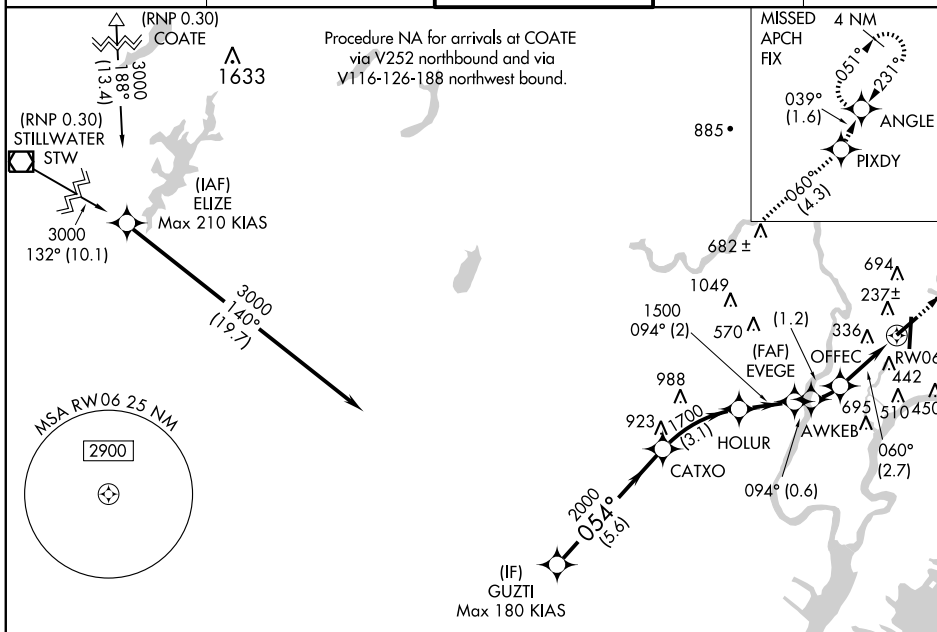 (RNP 0.30)
COATE
3000
188°
(13.4)
1633
Procedure NA for arrivals at COATE
via V252 northbound and via
V116-126-188 northwest bound.
MISSED
APCH
FIX
4 NM
051°
231°
039°
(1.6)
ANGLE
PIXDY
060°
(4.3)
885
(RNP 0.30)
STILLWATER
STW
3000
132° (10.1)
(IAF)
ELIZE
Max 210 KIAS
3000
140°
(19.7)
682 ±
694
1049
237±
1500
094° (2)
570
(1.2)
336
(FAF)
EVEGE
OFFEC
RW06
442
988
923
1700
(3.1)
HOLUR
AWKEB
695
510
450
CATXO
094° (0.6)
060°
(2.7)
MSA RW06 25 NM
2900
2000
054°
(5.6)
(IF)
GUZTI
Max 180 KIAS